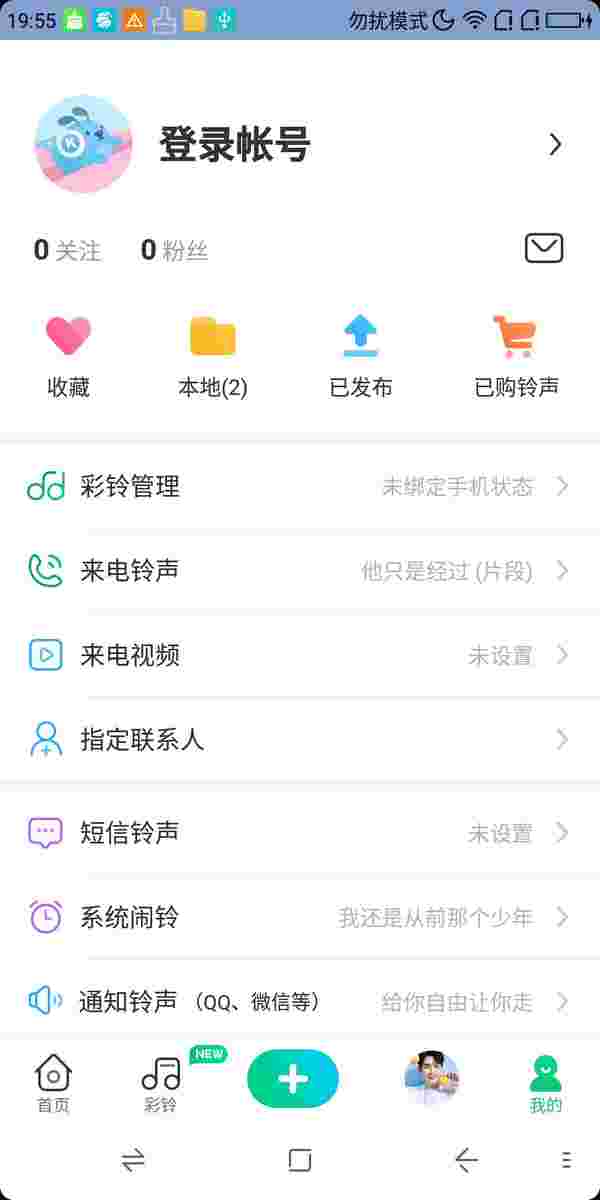 19:55 勿扰模式
登录帐号
0 关注 0 粉丝
收藏 本地(2) 已发布 已购铃声
彩铃管理 未绑定手机状态
来电铃声 他只是经过 (片段)
来电视频 未设置
指定联系人
短信铃声 未设置
系统闹铃 我还是从前那个少年
通知铃声 （QQ、微信等） 给你自由让你走
NEW
首页 彩铃 我的